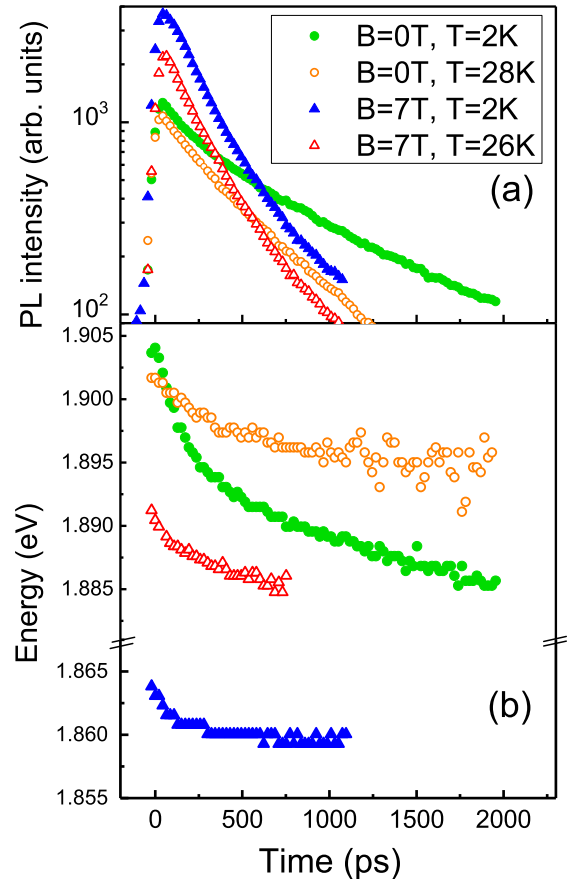 B=0T, T=2K
B=0T, T=28K
B=7T, T=2K
B=7T, T=26K
(a)
PL intensity (arb. units)
10³
10²
1.905
1.900
1.895
1.890
1.885
1.865
1.860
1.855
Energy (eV)
(b)
0 500 1000 1500 2000
Time (ps)